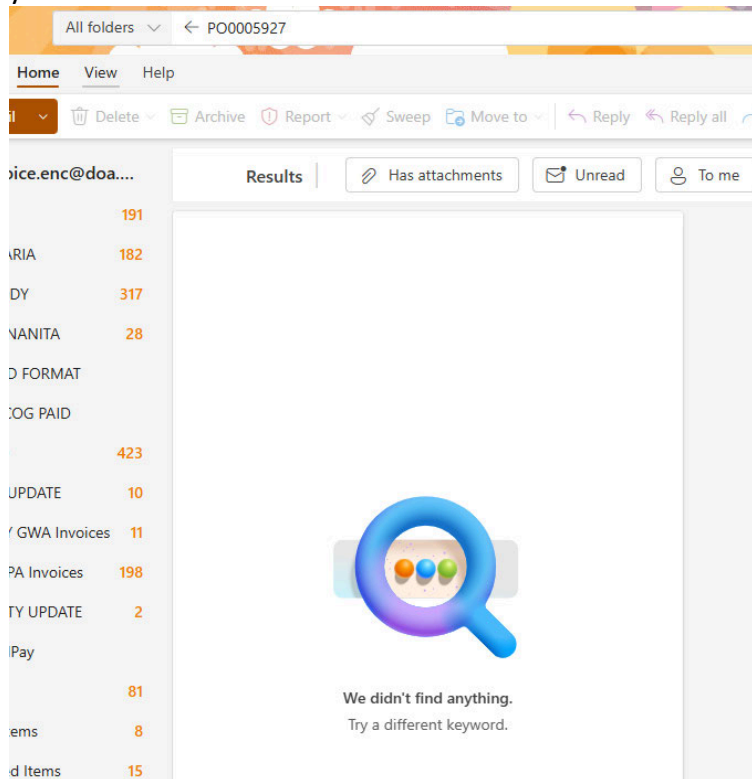 All folders PO0005927
Home View Help
Delete Archive Report Sweep Move to Reply Reply all
oice.enc@doa....
Results Has attachments Unread To me
191
ARIA 182
DY 317
NANITA 28
D FORMAT
COG PAID
423
UPDATE 10
GWA Invoices 11
PA Invoices 198
TY UPDATE 2
lPay
81
We didn't find anything.
ems 8
Try a different keyword.
d Items 15